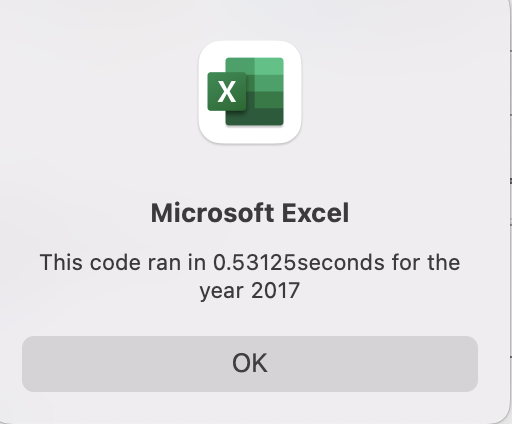 X
Microsoft Excel
This code ran in 0.53125seconds for the
year 2017
OK